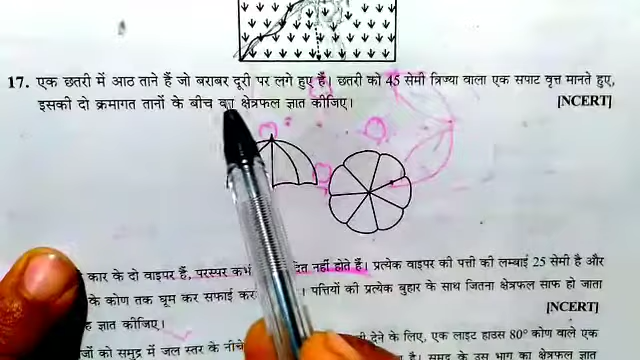 17. एक छतरी में आठ ताने हैं जो बराबर दूरी पर लगे हुए हैं। छतरी को 45 सेमी त्रिज्या वाला एक सपाट वृत्त मानते हुए,
इसकी दो क्रमागत तानों के बीच का क्षेत्रफल ज्ञात कीजिए।
[NCERT]
कार के दो वाइपर हैं, परस्पर नहीं होते हैं। प्रत्येक वाइपर की पत्ती की लम्बाई 25 सेमी है और
के कोण तक घूम कर सफाई कर । पत्तियों की प्रत्येक बुहार के साथ जितना क्षेत्रफल साफ हो जाता
[NCERT]
ज्ञात कीजिए।
को समुद्र में जल स्तर के नीचे देने के लिए, एक लाइट हाउस 80° कोण वाले एक
है। समुद्र के उस भाग का क्षेत्रफल ज्ञात